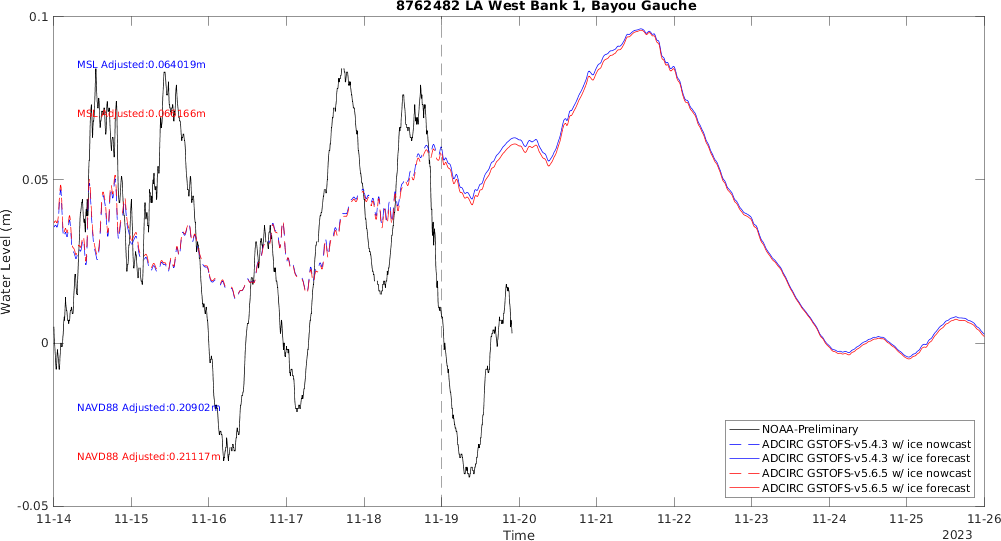 8762482 LA West Bank 1, Bayou Gauche
0.1
MSL Adjusted:0.064019m
MSL Adjusted:0.066166m
0.05
Water Level (m)
0
NAVD88 Adjusted:0.20902m
NAVD88 Adjusted:0.21117m
-0.05
NOAA-Preliminary
ADCIRC GSTOFS-v5.4.3 w/ ice nowcast
ADCIRC GSTOFS-v5.4.3 w/ ice forecast
ADCIRC GSTOFS-v5.6.5 w/ ice nowcast
ADCIRC GSTOFS-v5.6.5 w/ ice forecast
11-14 11-15 11-16 11-17 11-18 11-19 11-20 11-21 11-22 11-23 11-24 11-25 11-26
Time
2023